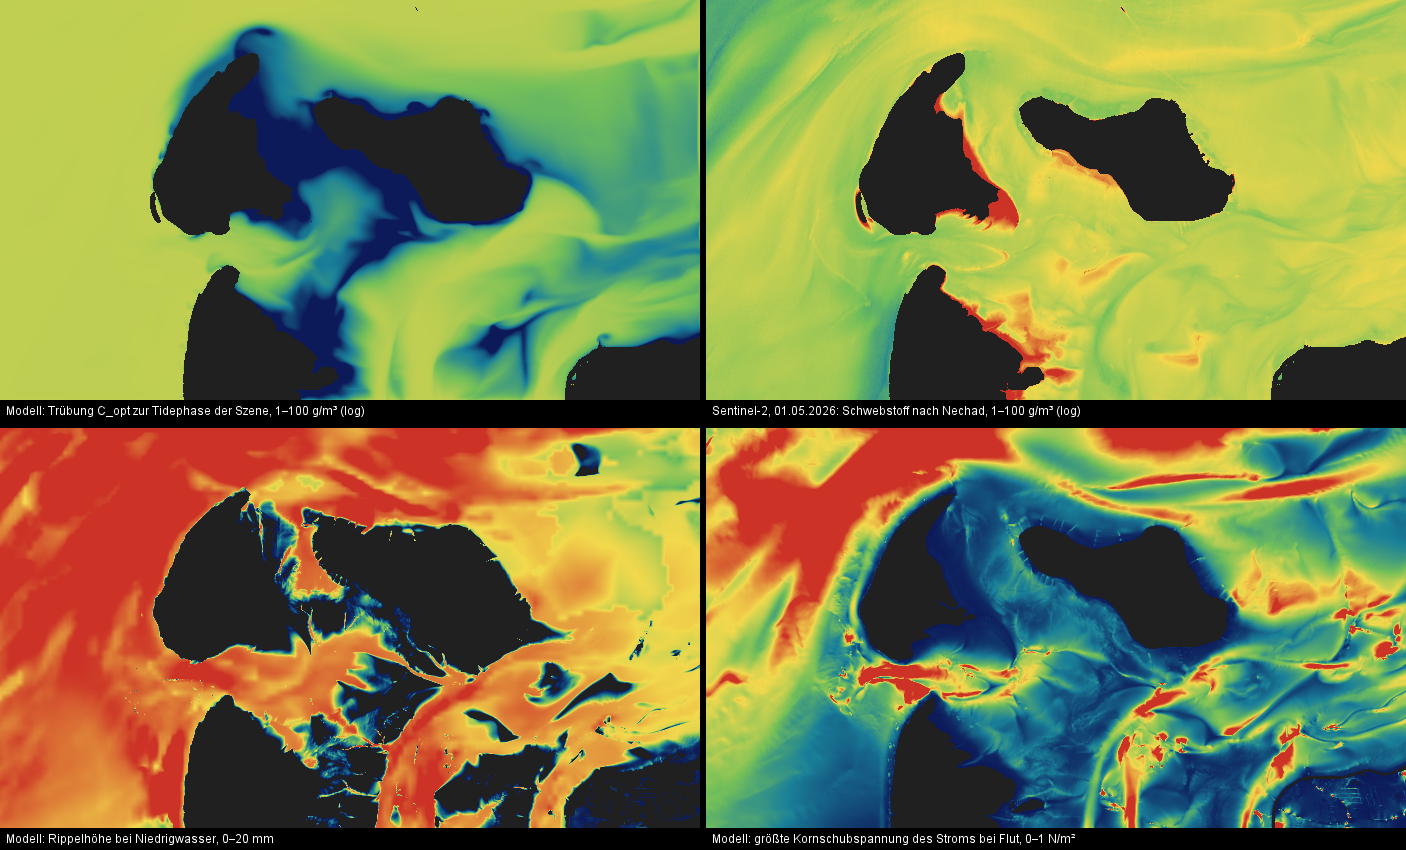 Modell: Trübung C_opt zur Tidephase der Szene, 1–100 g/m³ (log)
Sentinel-2, 01.05.2026: Schwebstoff nach Nechad, 1–100 g/m³ (log)
Modell: Rippelhöhe bei Niedrigwasser, 0–20 mm
Modell: größte Kornschubspannung des Stroms bei Flut, 0–1 N/m²